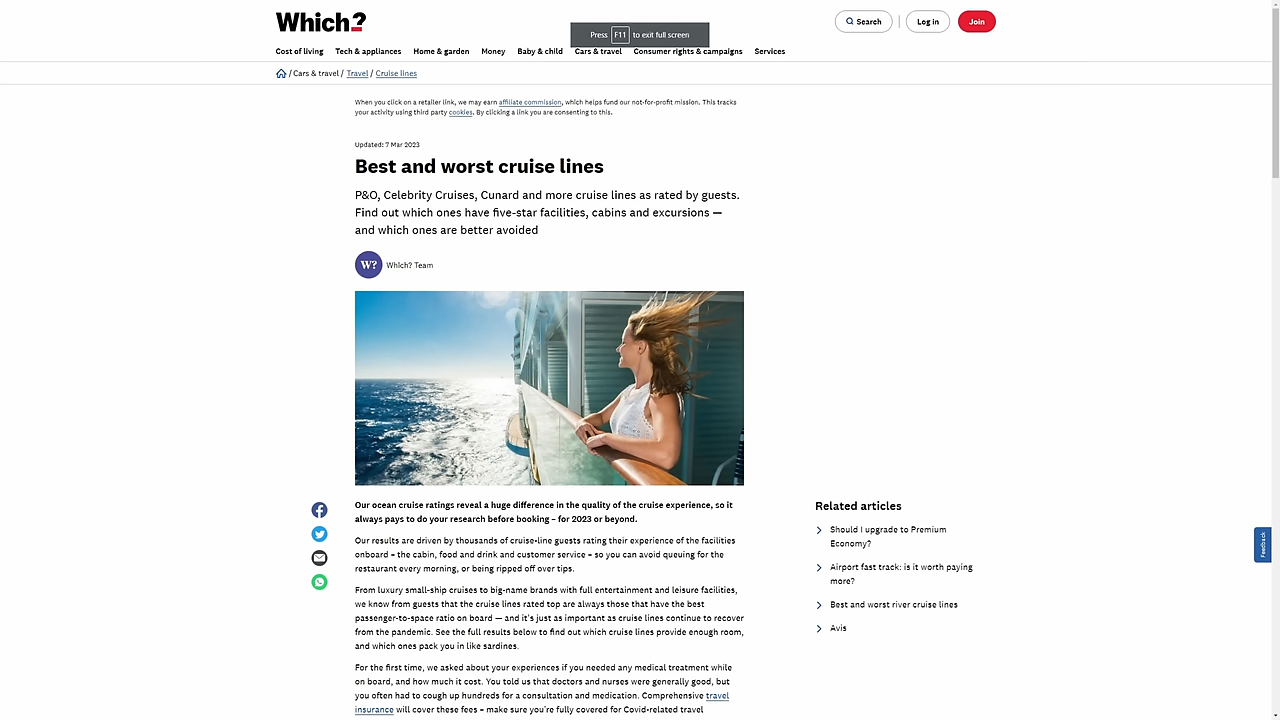 Which?
Search
Log in
Join
Press F11 to exit full screen
Cost of living Tech & appliances Home & garden Money Baby & child Cars & travel Consumer rights & campaigns Services
/ Cars & travel / Travel / Cruise lines
When you click on a retailer link, we may earn affiliate commission, which helps fund our not-for-profit mission. This tracks
your activity using third party cookies. By clicking a link you are consenting to this.
Updated: 7 Mar 2023
Best and worst cruise lines
P&O, Celebrity Cruises, Cunard and more cruise lines as rated by guests.
Find out which ones have five-star facilities, cabins and excursions —
and which ones are better avoided
W? Which? Team
Our ocean cruise ratings reveal a huge difference in the quality of the cruise experience, so it
always pays to do your research before booking – for 2023 or beyond.
Our results are driven by thousands of cruise-line guests rating their experience of the facilities
onboard – the cabin, food and drink and customer service – so you can avoid queuing for the
restaurant every morning, or being ripped off over tips.
From luxury small-ship cruises to big-name brands with full entertainment and leisure facilities,
we know from guests that the cruise lines rated top are always those that have the best
passenger-to-space ratio on board — and it's just as important as cruise lines continue to recover
from the pandemic. See the full results below to find out which cruise lines provide enough room,
and which ones pack you in like sardines.
For the first time, we asked about your experiences if you needed any medical treatment while
on board, and how much it cost. You told us that doctors and nurses were generally good, but
you often had to cough up hundreds for a consultation and medication. Comprehensive travel
insurance will cover these fees – make sure you're fully covered for Covid-related travel
Related articles
Should I upgrade to Premium
Economy?
Airport fast track: is it worth paying
more?
Best and worst river cruise lines
Avis
Feedback